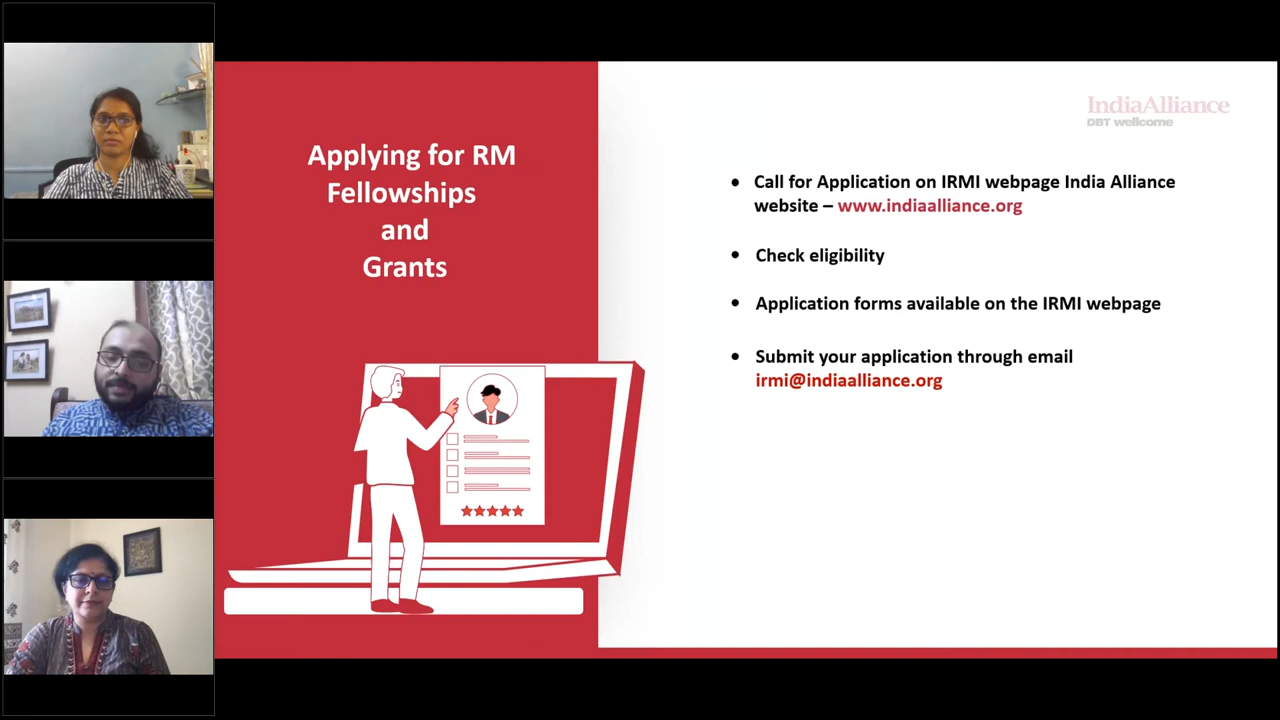 Applying for RM
Fellowships
and
Grants
IndiaAlliance
DBT wellcome
• Call for Application on IRMI webpage India Alliance
website – www.indiaalliance.org
• Check eligibility
• Application forms available on the IRMI webpage
• Submit your application through email
irmi@indiaalliance.org